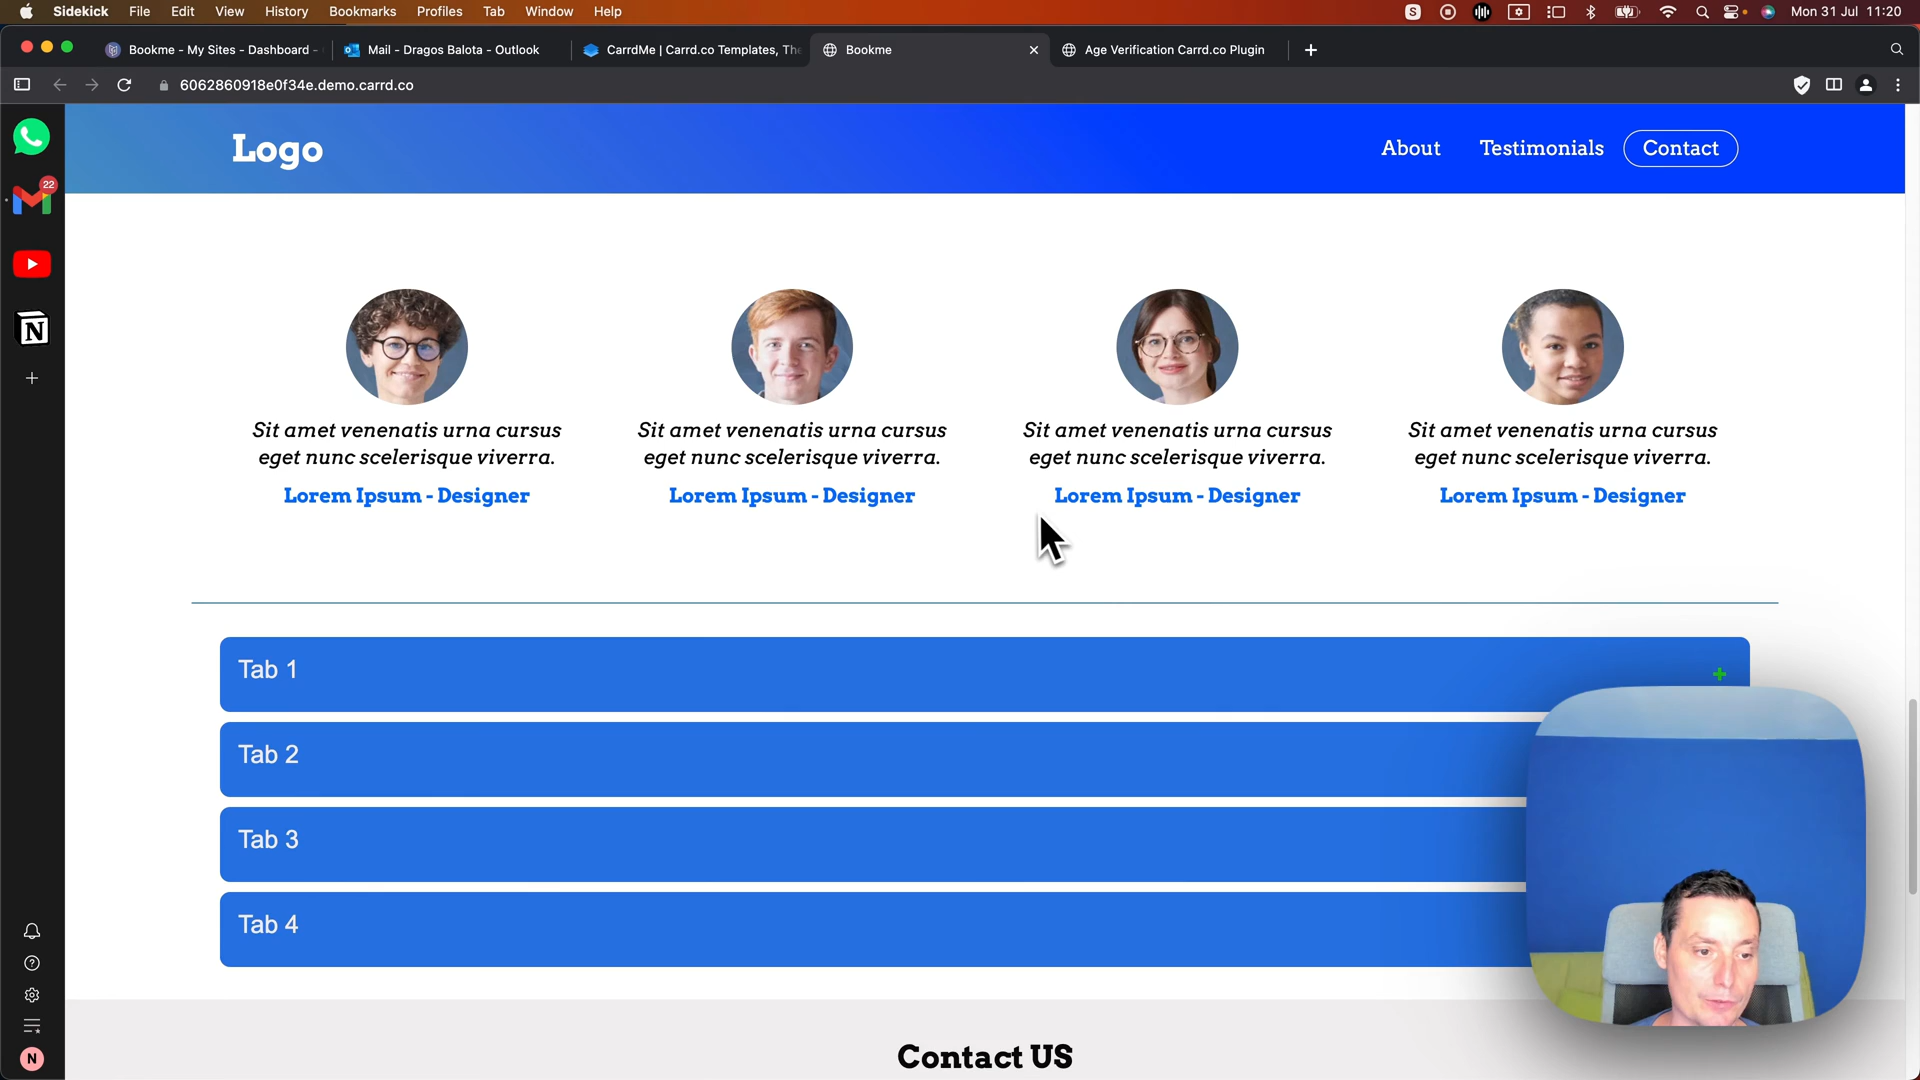 Sidekick File Edit View History Bookmarks Profiles Tab Window Help Mon 31 Jul 11:20
Bookme - My Sites - Dashboard - Mail - Dragos Balota - Outlook CarrdMe | Carrd.co Templates, The Bookme Age Verification Carrd.co Plugin
6062860918e0f34e.demo.carrd.co
Logo About Testimonials Contact
22
N
Sit amet venenatis urna cursus
eget nunc scelerisque viverra.
Lorem Ipsum - Designer
Sit amet venenatis urna cursus
eget nunc scelerisque viverra.
Lorem Ipsum - Designer
Sit amet venenatis urna cursus
eget nunc scelerisque viverra.
Lorem Ipsum - Designer
Sit amet venenatis urna cursus
eget nunc scelerisque viverra.
Lorem Ipsum - Designer
Tab 1
Tab 2
Tab 3
Tab 4
Contact US
N